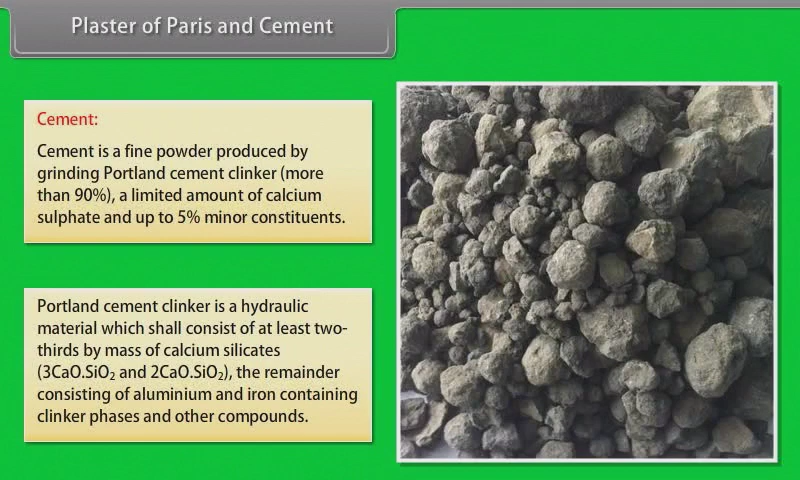 Plaster of Paris and Cement
Cement:
Cement is a fine powder produced by
grinding Portland cement clinker (more
than 90%), a limited amount of calcium
sulphate and up to 5% minor constituents.
Portland cement clinker is a hydraulic
material which shall consist of at least two-
thirds by mass of calcium silicates
(3CaO.SiO₂ and 2CaO.SiO₂), the remainder
consisting of aluminium and iron containing
clinker phases and other compounds.